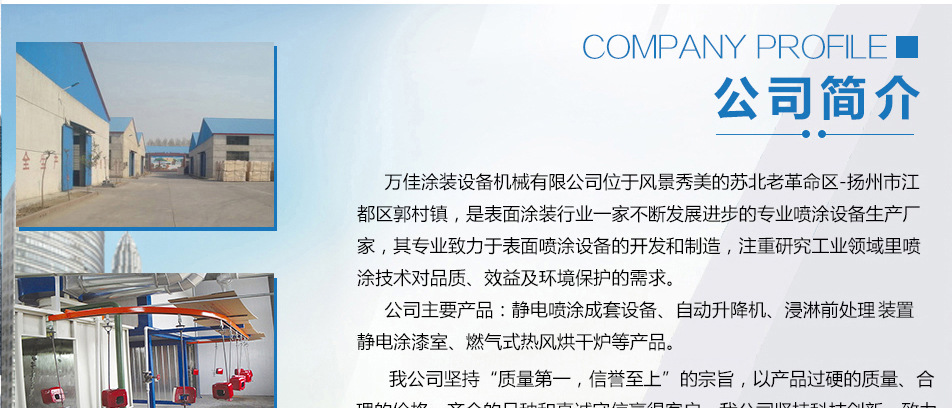 COMPANY PROFILE
公司简介
万佳涂装设备机械有限公司位于风景秀美的苏北老革命区-扬州市江
都区郭村镇，是表面涂装行业一家不断发展进步的专业喷涂设备生产厂
家，其专业致力于表面喷涂设备的开发和制造，注重研究工业领域里喷
涂技术对品质、效益及环境保护的需求。
公司主要产品：静电喷涂成套设备、自动升降机、浸淋前处理装置
静电涂漆室、燃气式热风烘干炉等产品。
我公司坚持“质量第一，信誉至上”的宗旨，以产品过硬的质量、合